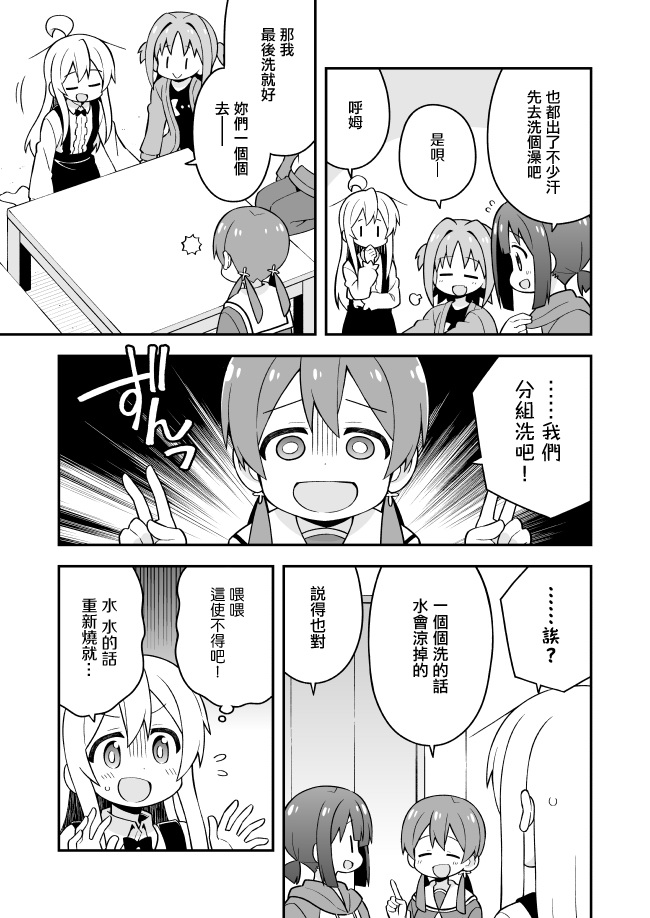 也都出了不少汗
先去洗個澡吧
是唄—
呼姆
那我
最後洗就好
妳們一個個
去——
……我們
分組洗吧！
ずんっ
……誒？
一個個洗的話
水會涼掉的
說得也對
喂喂
這使不得吧！
水 水的話
重新燒就…